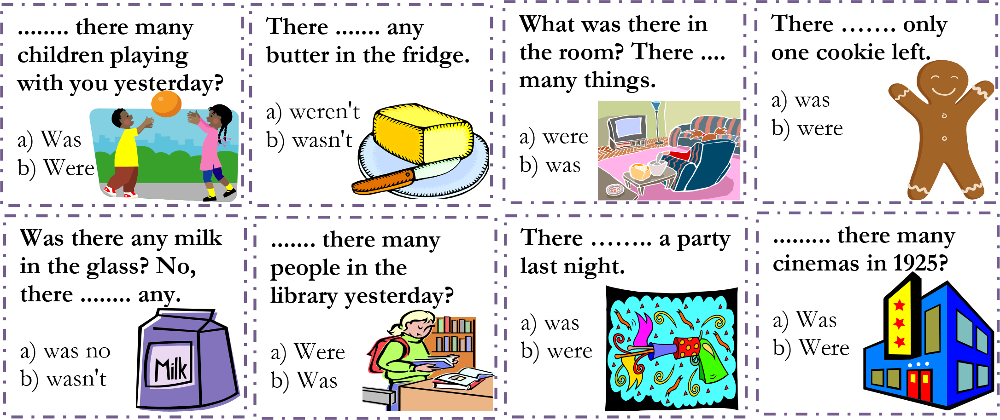 ........ there many
children playing
with you yesterday?
a) Was
b) Were
There ....... any
butter in the fridge.
a) weren't
b) wasn't
What was there in
the room? There ....
many things.
a) were
b) was
There ....... only
one cookie left.
a) was
b) were
Was there any milk
in the glass? No,
there ........ any.
a) was no
b) wasn't
Milk
....... there many
people in the
library yesterday?
a) Were
b) Was
There ........ a party
last night.
a) was
b) were
......... there many
cinemas in 1925?
a) Was
b) Were